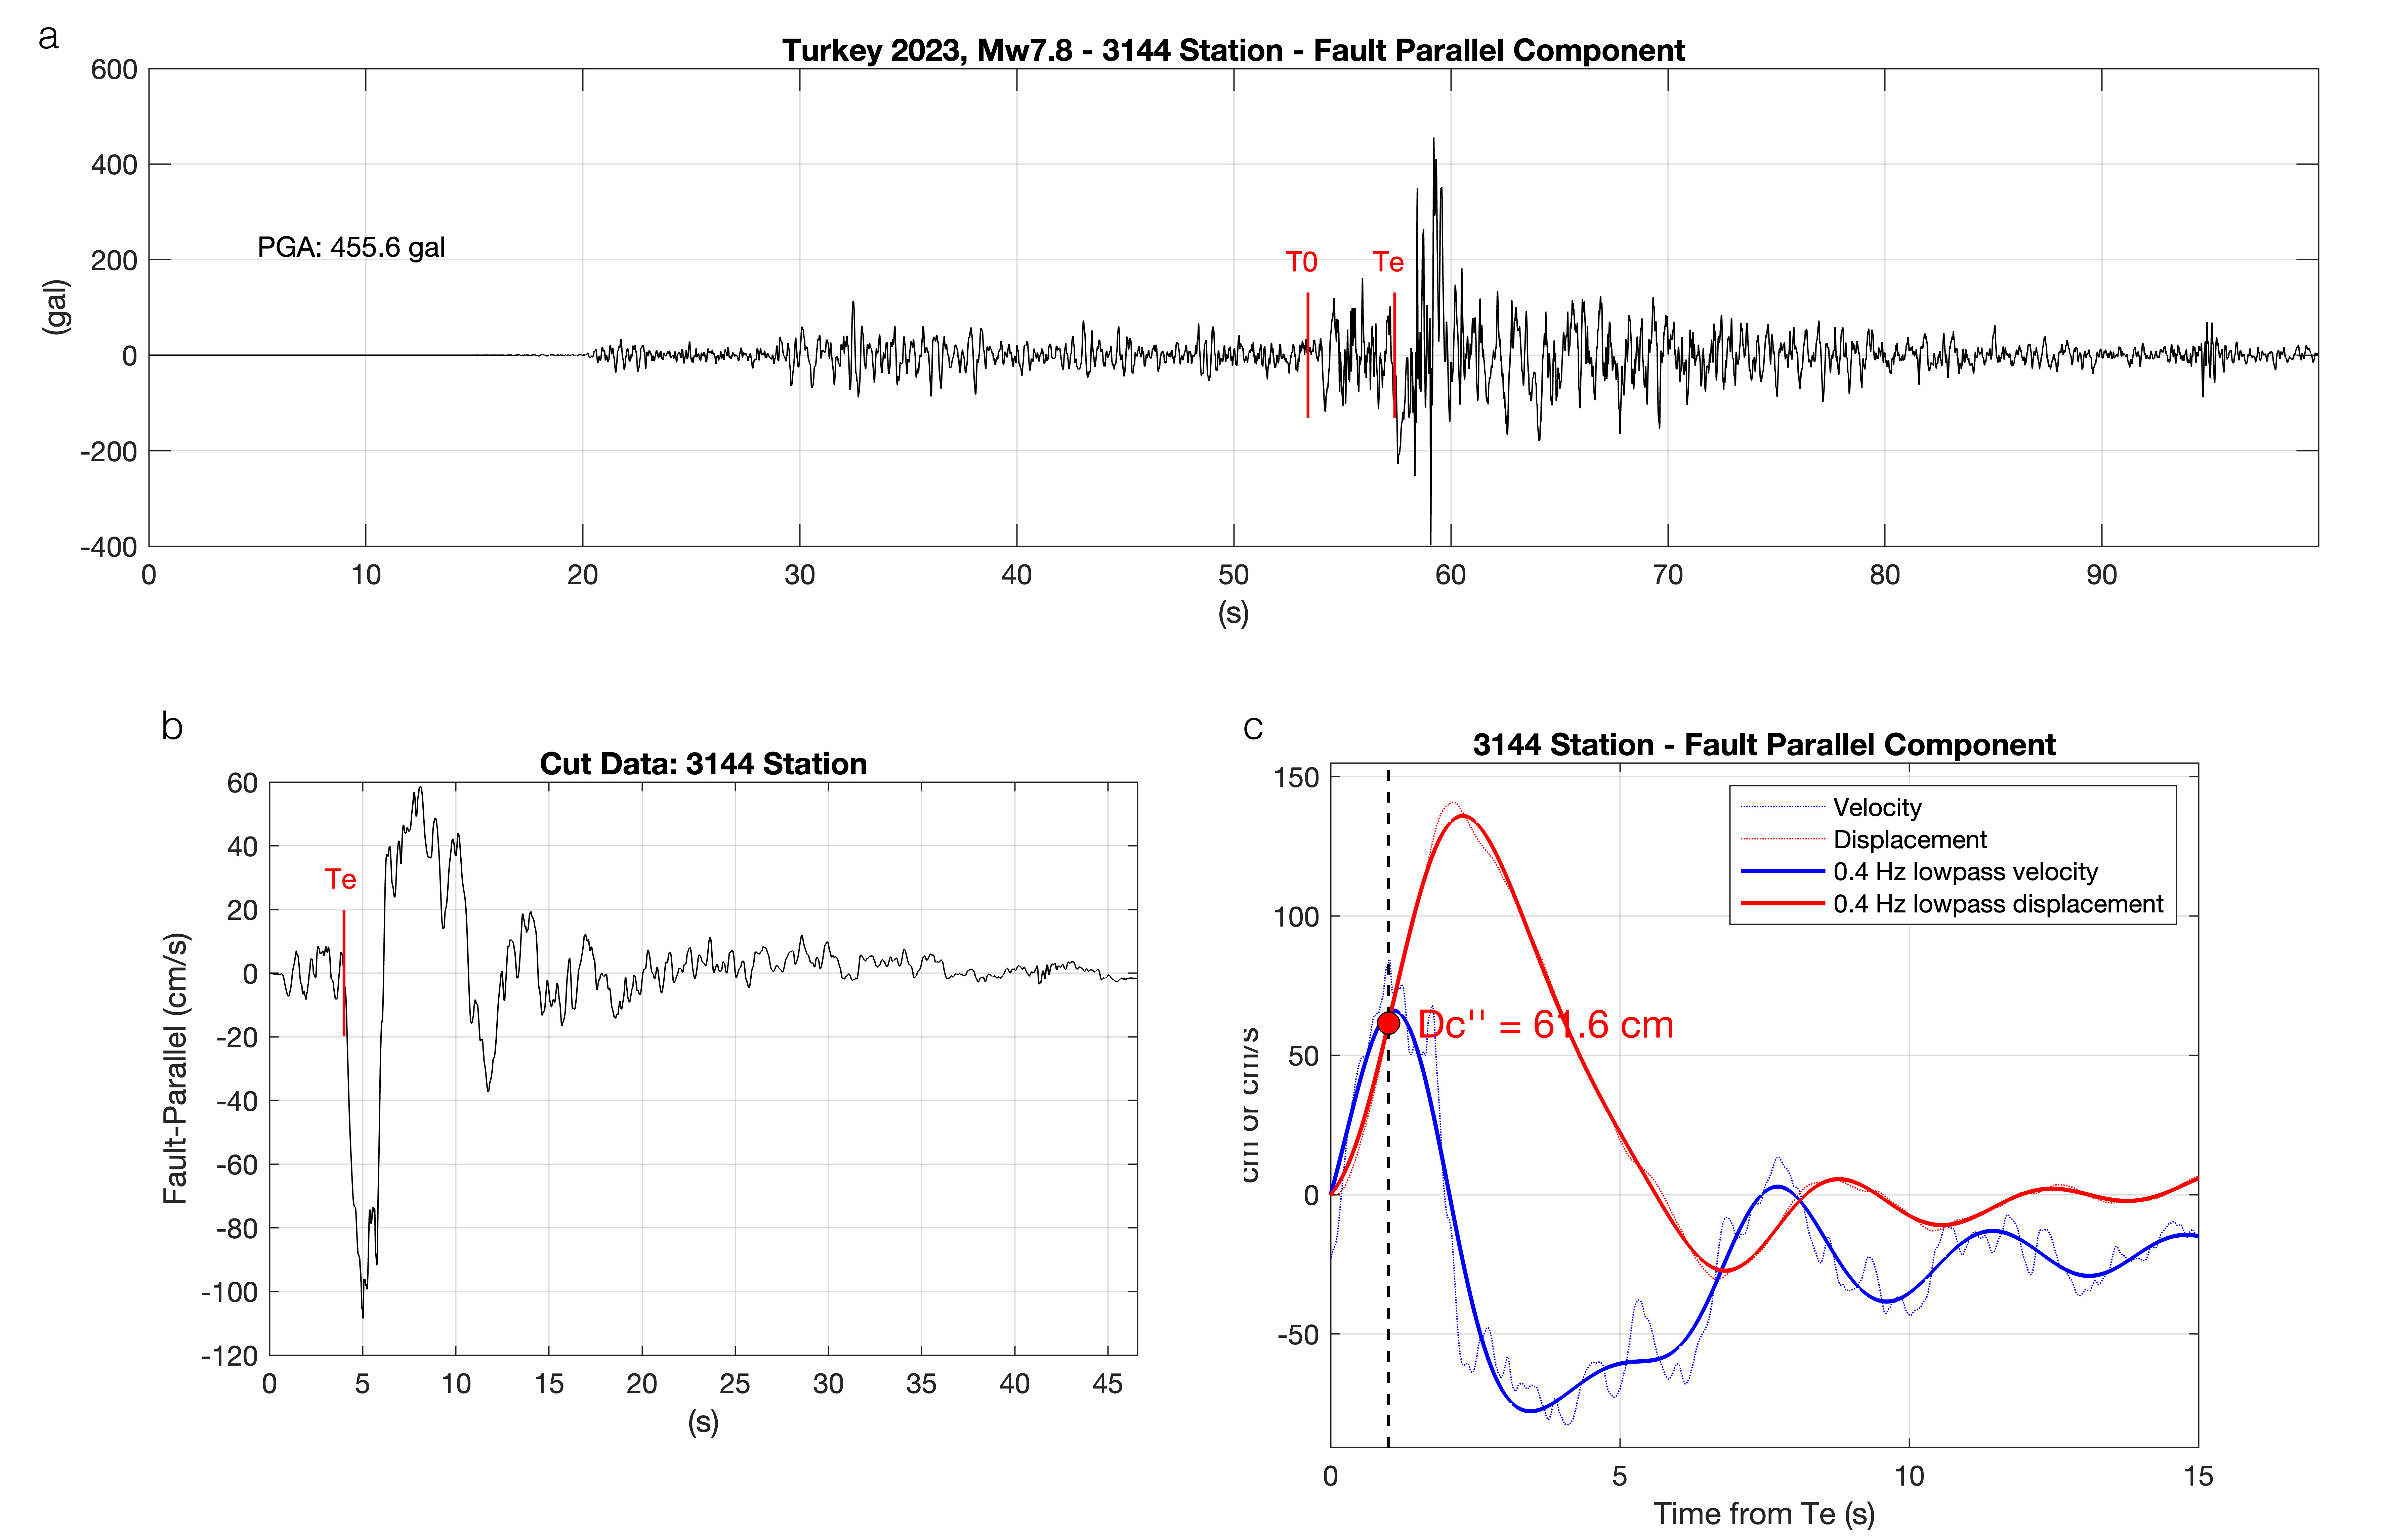 a
Turkey 2023, Mw7.8 - 3144 Station - Fault Parallel Component
600
400
200
0
-200
-400
(gal)
PGA: 455.6 gal
T0
Te
0 10 20 30 40 50 60 70 80 90
(s)
b
Cut Data: 3144 Station
60
40
20
0
-20
-40
-60
-80
-100
-120
Fault-Parallel (cm/s)
Te
0 5 10 15 20 25 30 35 40 45
(s)
c
3144 Station - Fault Parallel Component
150
100
50
0
-50
cm or cm/s
Velocity
Displacement
0.4 Hz lowpass velocity
0.4 Hz lowpass displacement
Dc'' = 61.6 cm
0 5 10 15
Time from Te (s)